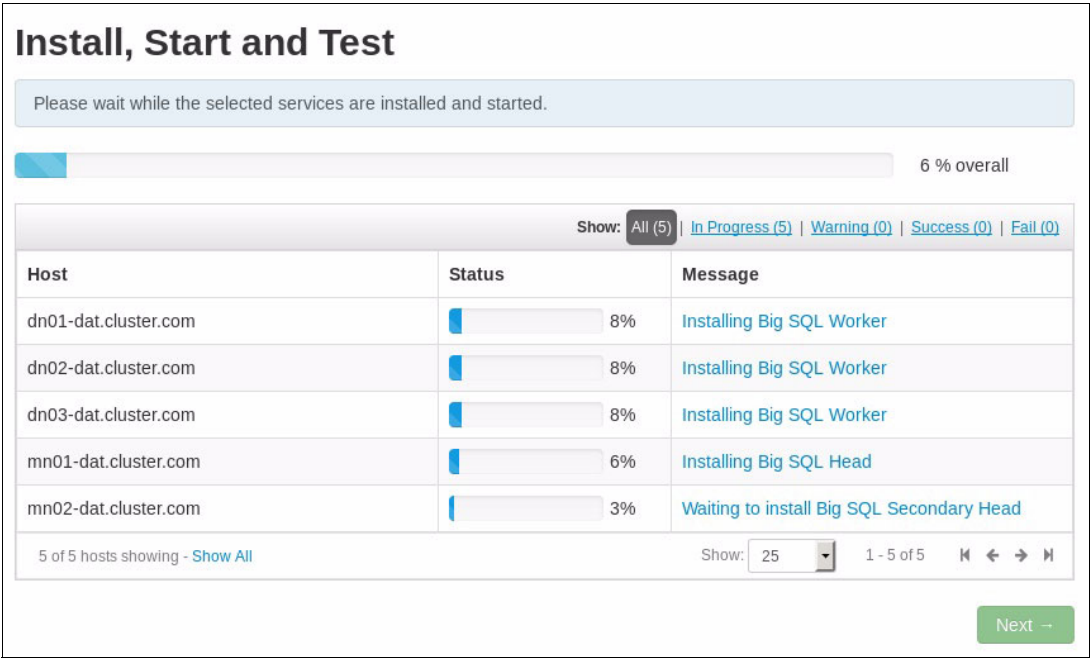 Install, Start and Test
Please wait while the selected services are installed and started.
6 % overall
Show: All (5) | In Progress (5) | Warning (0) | Success (0) | Fail (0)
Host Status Message
dn01-dat.cluster.com 8% Installing Big SQL Worker
dn02-dat.cluster.com 8% Installing Big SQL Worker
dn03-dat.cluster.com 8% Installing Big SQL Worker
mn01-dat.cluster.com 6% Installing Big SQL Head
mn02-dat.cluster.com 3% Waiting to install Big SQL Secondary Head
5 of 5 hosts showing - Show All Show: 25 1 - 5 of 5
Next →